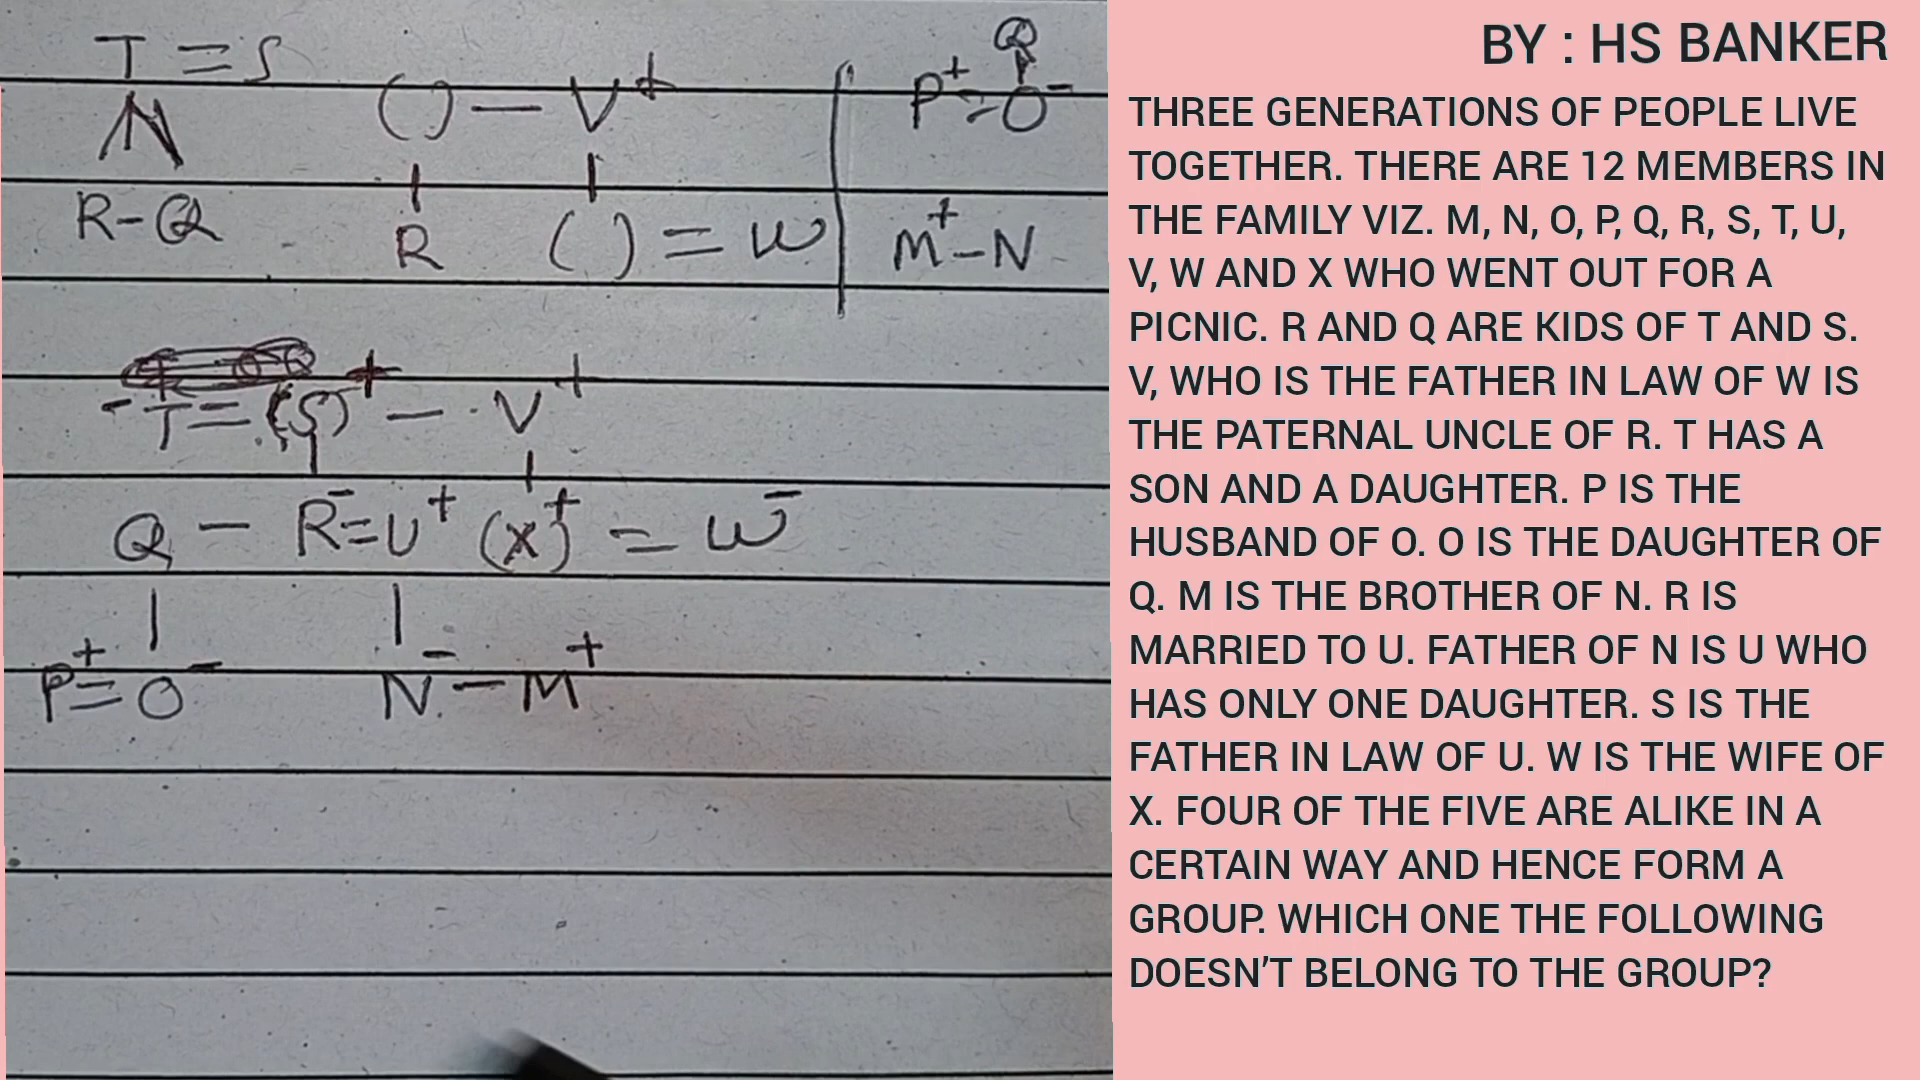 T = S
( ) — V+
Q
P+ = O-
R - Q
R
( ) = W
M+ - N
- T = (S)+ — V+
Q — R- = U+ (X)+ = W-
P+ = O-
N- — M+
BY : HS BANKER
THREE GENERATIONS OF PEOPLE LIVE
TOGETHER. THERE ARE 12 MEMBERS IN
THE FAMILY VIZ. M, N, O, P, Q, R, S, T, U,
V, W AND X WHO WENT OUT FOR A
PICNIC. R AND Q ARE KIDS OF T AND S.
V, WHO IS THE FATHER IN LAW OF W IS
THE PATERNAL UNCLE OF R. T HAS A
SON AND A DAUGHTER. P IS THE
HUSBAND OF O. O IS THE DAUGHTER OF
Q. M IS THE BROTHER OF N. R IS
MARRIED TO U. FATHER OF N IS U WHO
HAS ONLY ONE DAUGHTER. S IS THE
FATHER IN LAW OF U. W IS THE WIFE OF
X. FOUR OF THE FIVE ARE ALIKE IN A
CERTAIN WAY AND HENCE FORM A
GROUP. WHICH ONE THE FOLLOWING
DOESN'T BELONG TO THE GROUP?